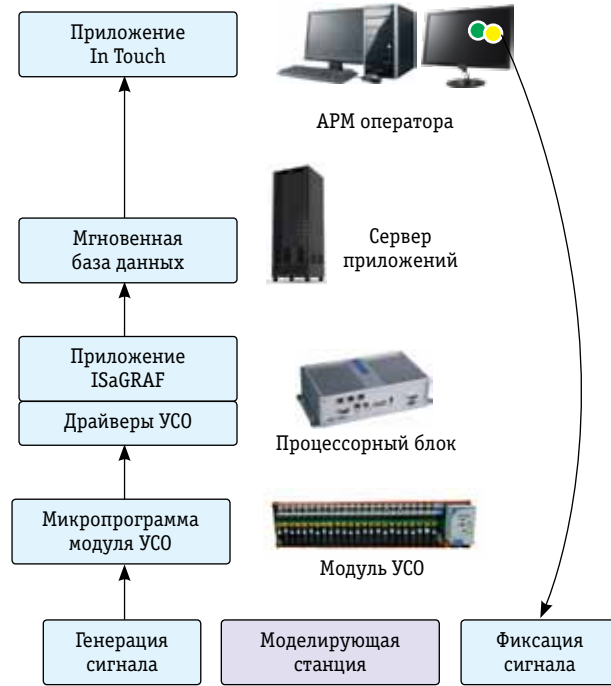 Приложение
In Touch
АРМ оператора
Мгновенная
база данных
Сервер
приложений
Приложение
ISaGRAF
Драйверы УСО
Процессорный блок
Микропрограмма
модуля УСО
Модуль УСО
Генерация
сигнала
Моделирующая
станция
Фиксация
сигнала